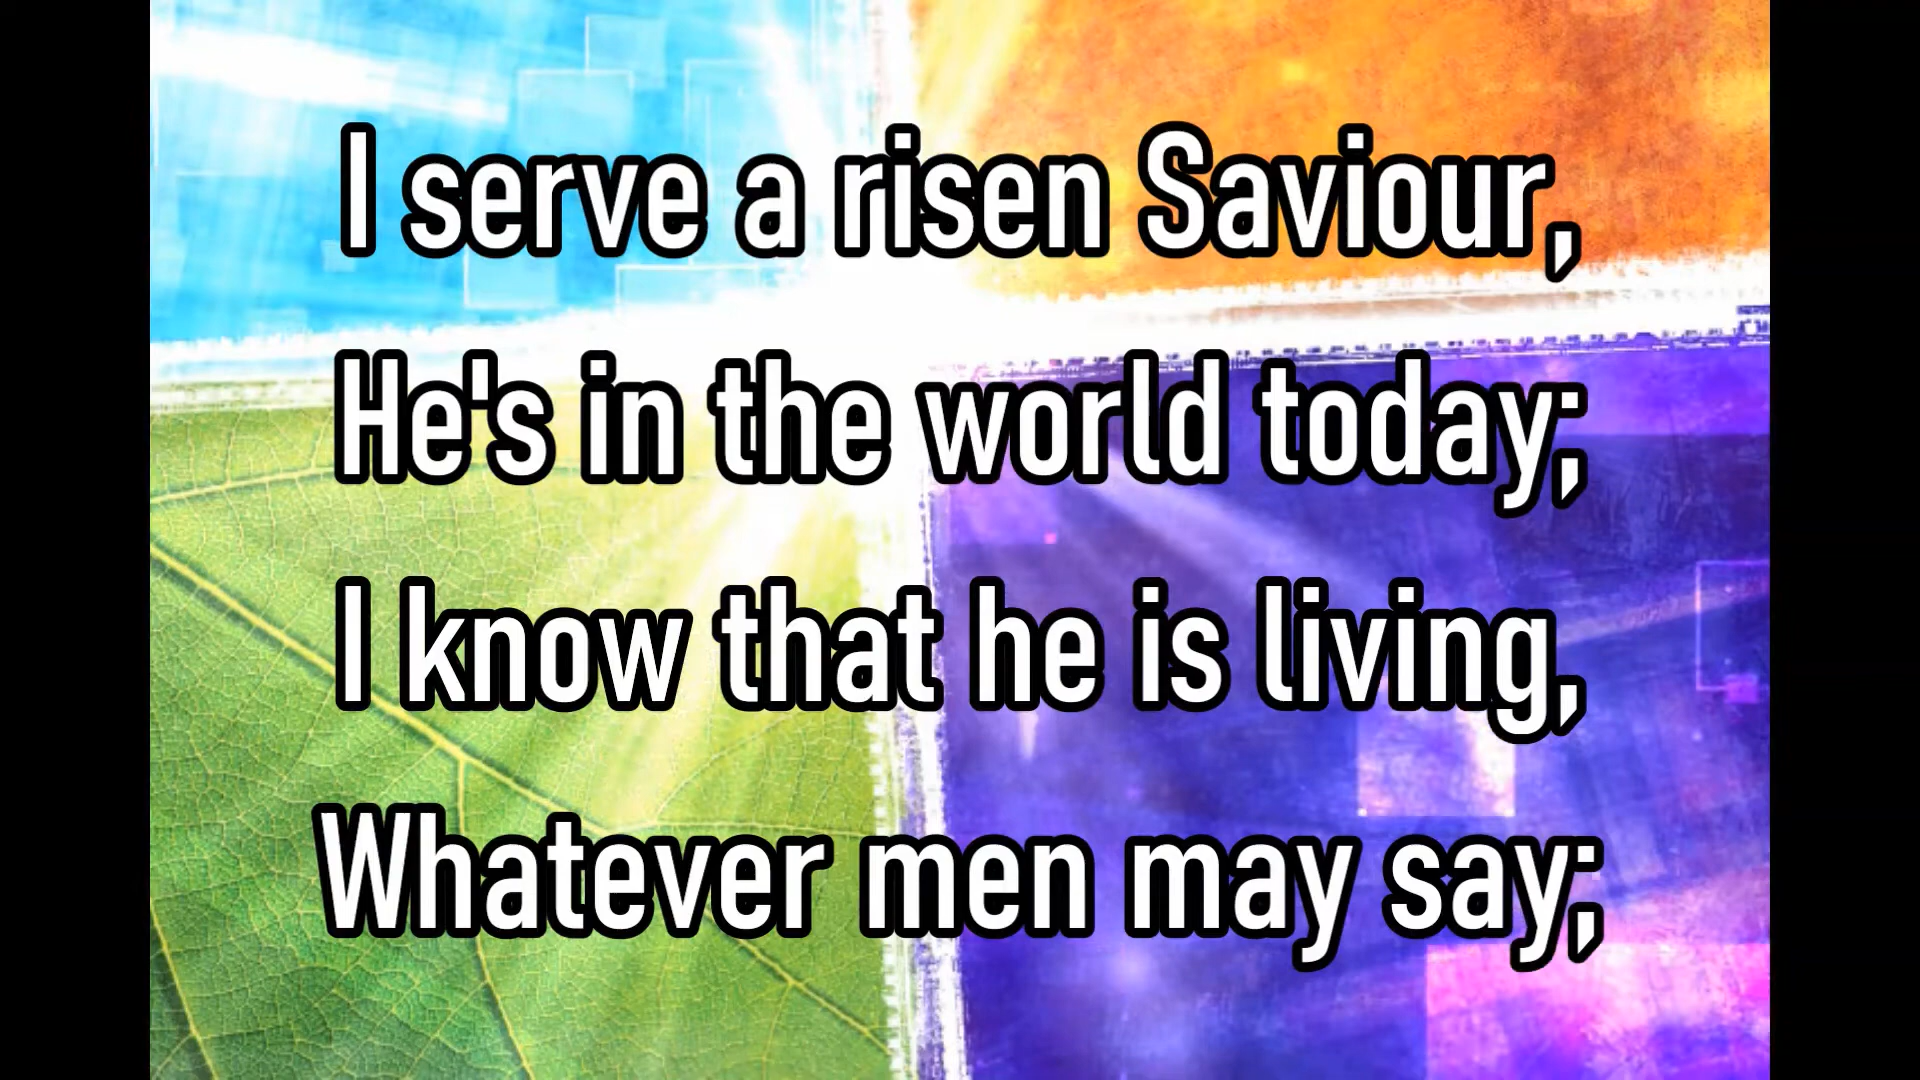 I serve a risen Saviour,
He's in the world today;
I know that he is living,
Whatever men may say;